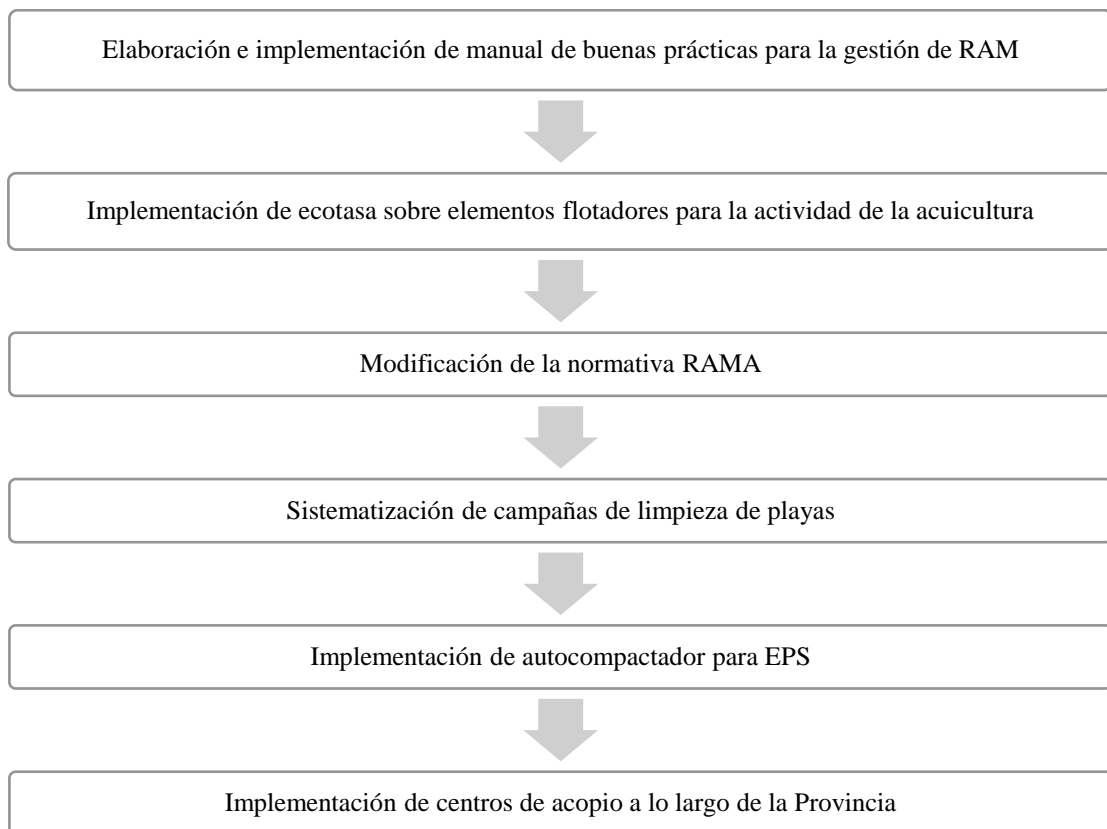 Elaboración e implementación de manual de buenas prácticas para la gestión de RAM
Implementación de ecotasa sobre elementos flotadores para la actividad de la acuicultura
Modificación de la normativa RAMA
Sistematización de campañas de limpieza de playas
Implementación de autocompactador para EPS
Implementación de centros de acopio a lo largo de la Provincia